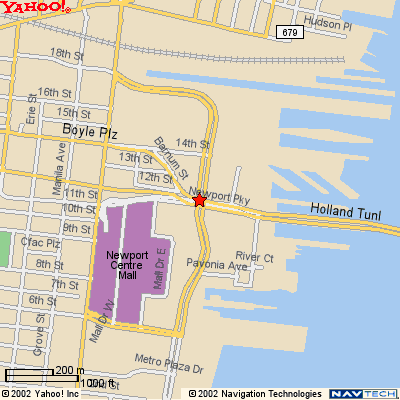 YAHOO!
Hudson Pl
679
18th St
16th St
15th St
Erie St
Boyle Plz
14th St
13th St
Barnum St
12th St
Manila Ave
11th St
Newport Pky
10th St
Holland Tunl
9th St
Cfac Plz
8th St
Newport
Centre
Mall
Mall Dr E
River Ct
Pavonia Ave
7th St
6th St
Mall Dr W
Grove St
Metro Plaza Dr
200 m
1000 ft
©2002 Yahoo! Inc
©2002 Navigation Technologies
NAVTECH